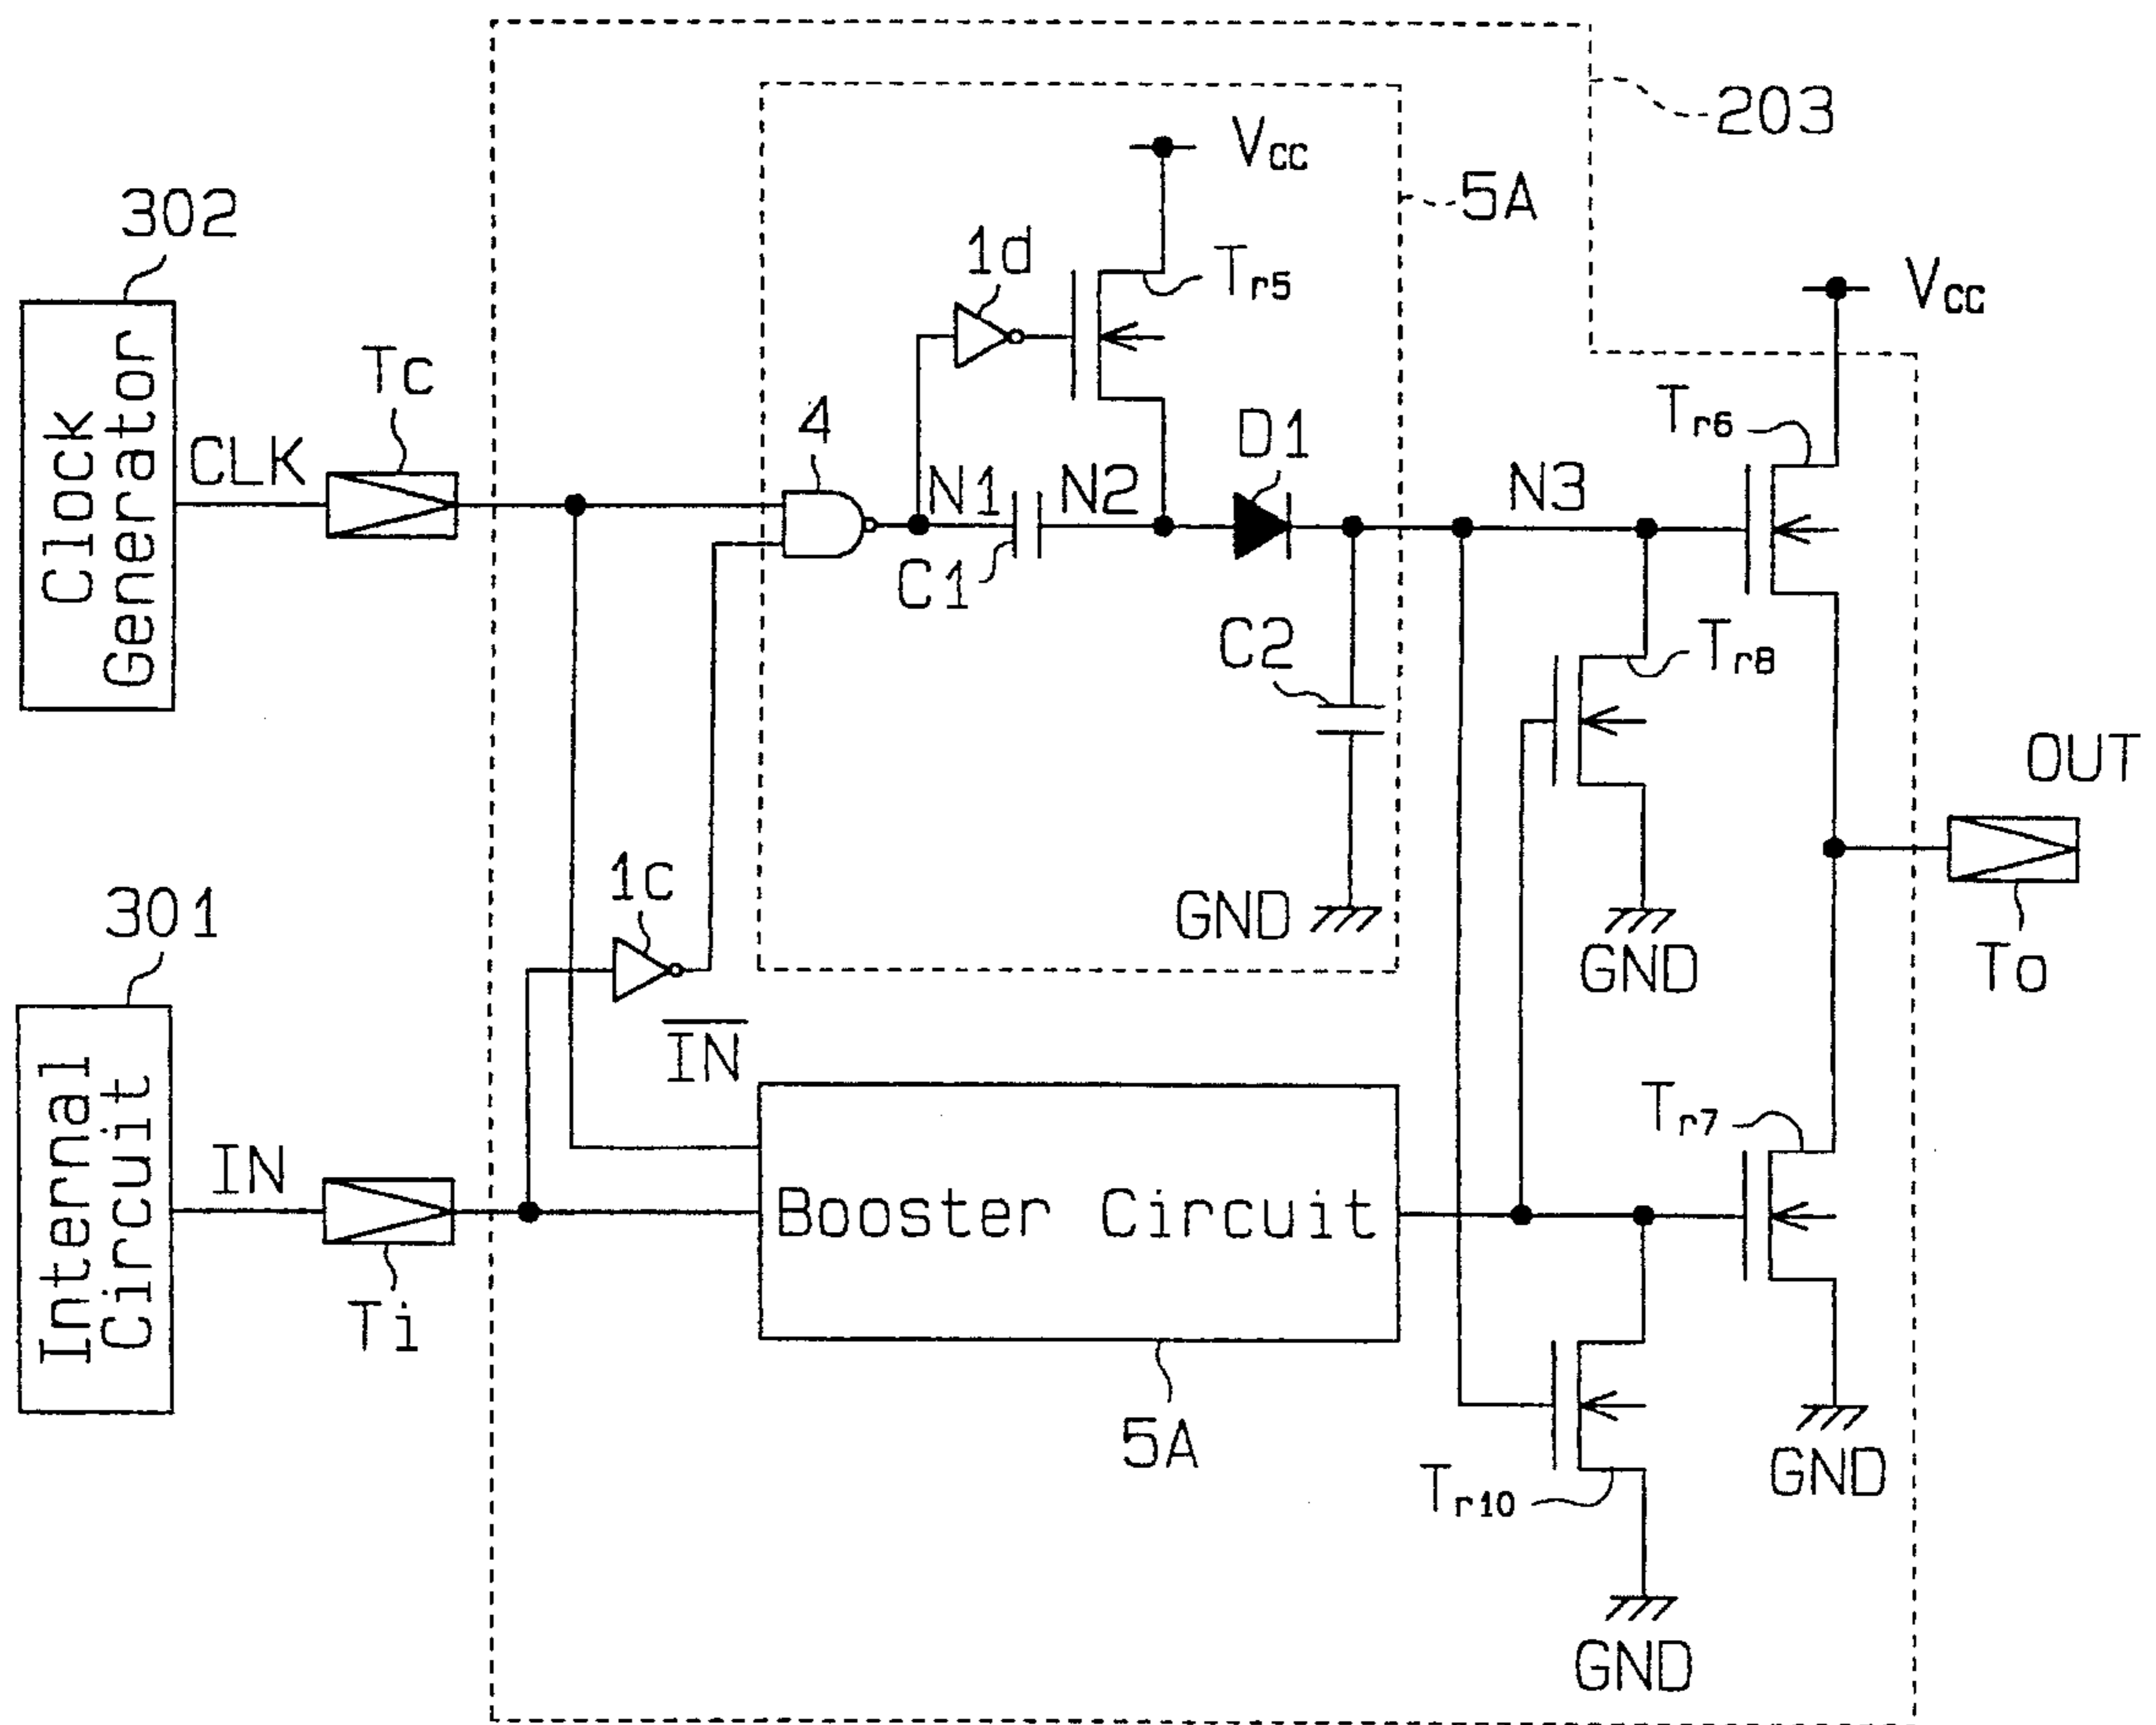 203
Vcc
5A
302
1d
Tr5
Vcc
Clock
Generator
CLK
Tc
4
N1
N2
D1
N3
Tr6
C1
C2
Tr8
OUT
1c
GND
GND
To
301
IN
Internal
Circuit
IN
Ti
Booster Circuit
Tr7
5A
Tr10
GND
GND